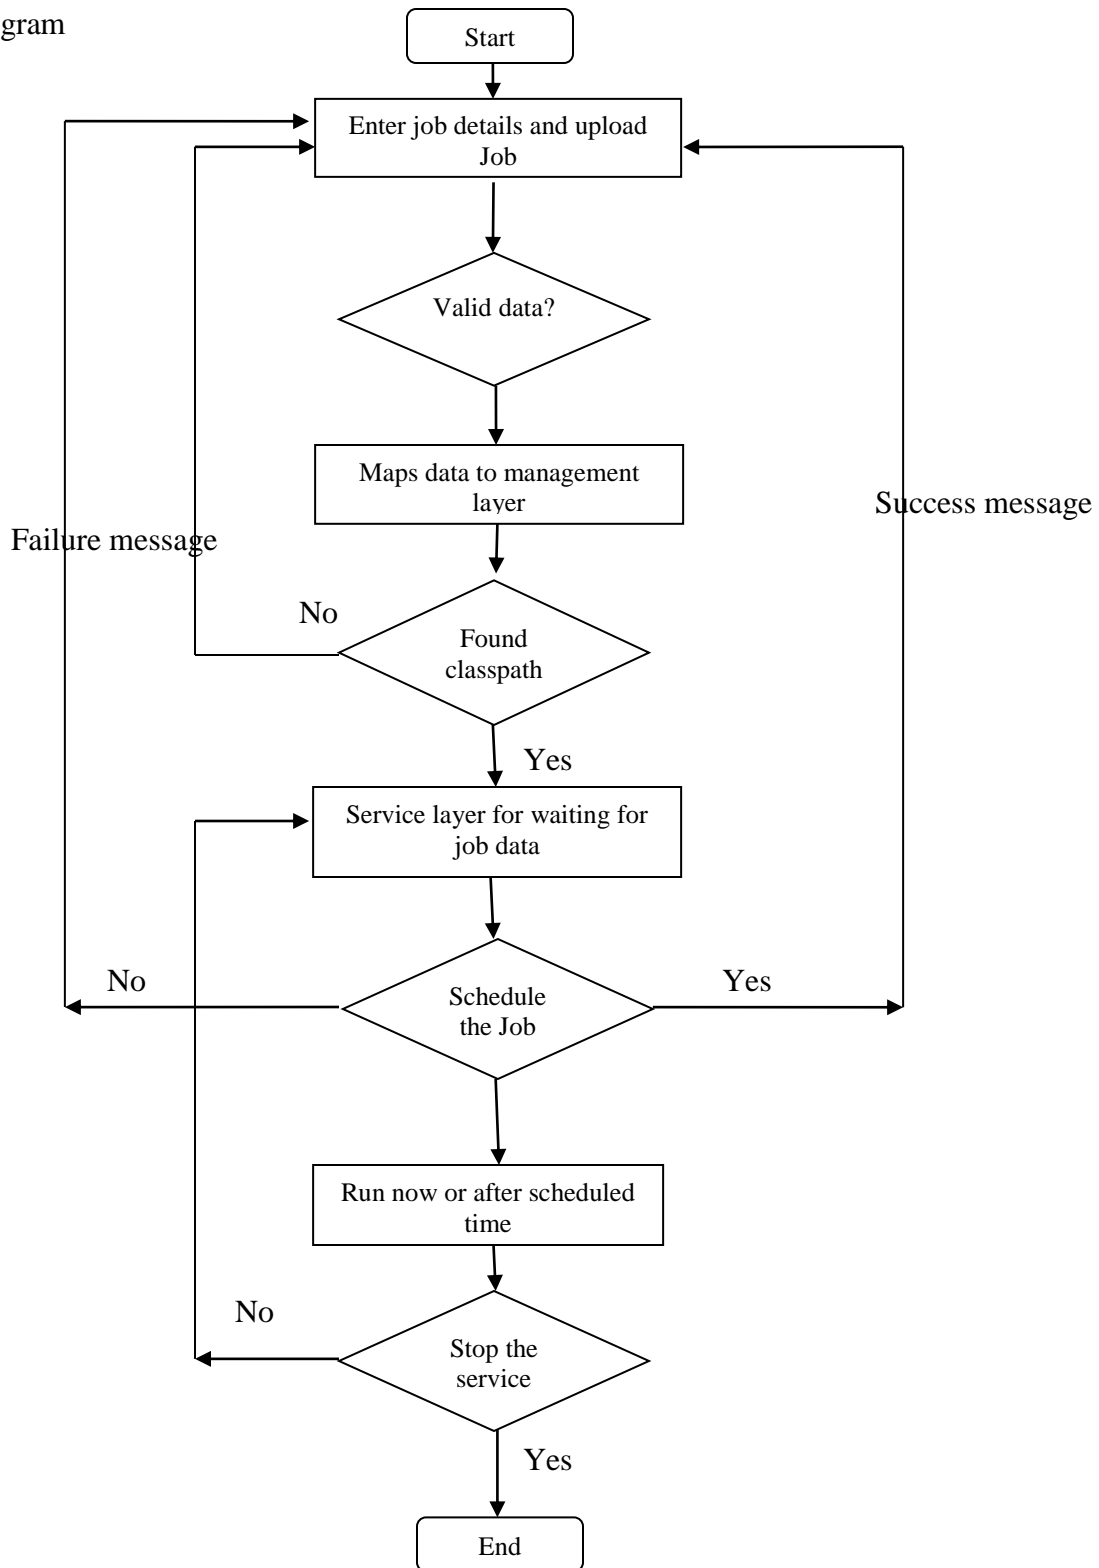 gram
Start
Enter job details and upload
Job
Valid data?
Maps data to management
layer
Success message
Failure message
No
Found
classpath
Yes
Service layer for waiting for
job data
No
Yes
Schedule
the Job
Run now or after scheduled
time
No
Stop the
service
Yes
End